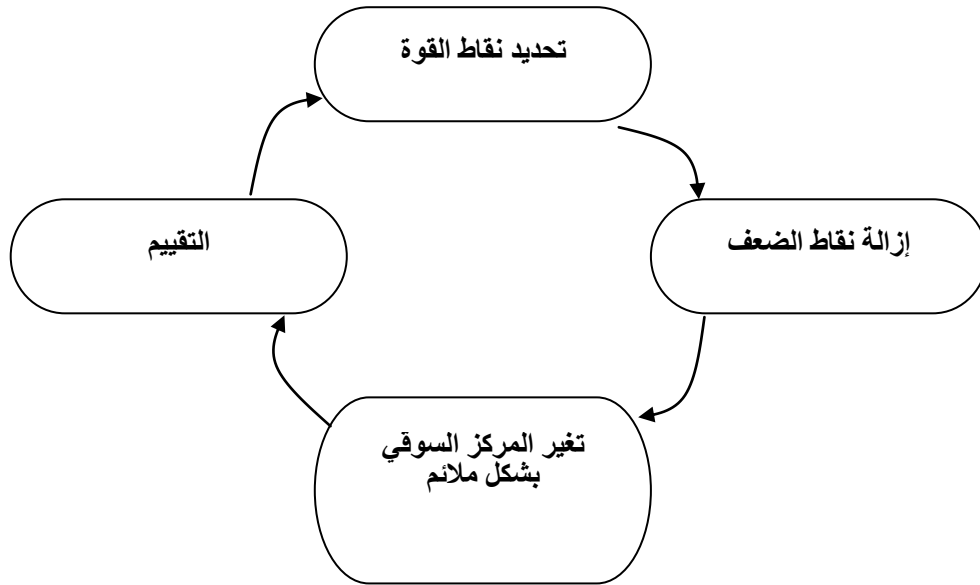 تحديد نقاط القوة
إزالة نقاط الضعف
تغير المركز السوقي
بشكل ملائم
التقييم